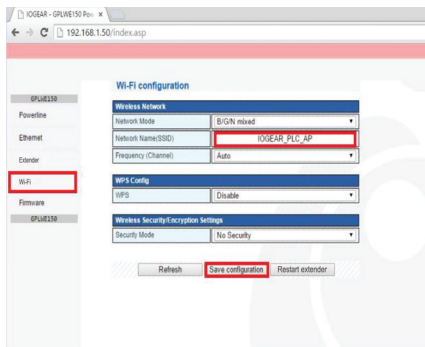 IOGEAR - GPLWE150 Pow
192.168.1.50/index.asp
Wi-Fi configuration
GPLWE150
Powerline
Ethernet
Extender
Wi-Fi
Firmware
GPLWE150
Wireless Network
Network Mode B/G/N mixed
Network Name(SSID) IOGEAR_PLC_AP
Frequency (Channel) Auto
WPS Config
WPS Disable
Wireless Security/Encryption Settings
Security Mode No Security
Refresh Save configuration Restart extender